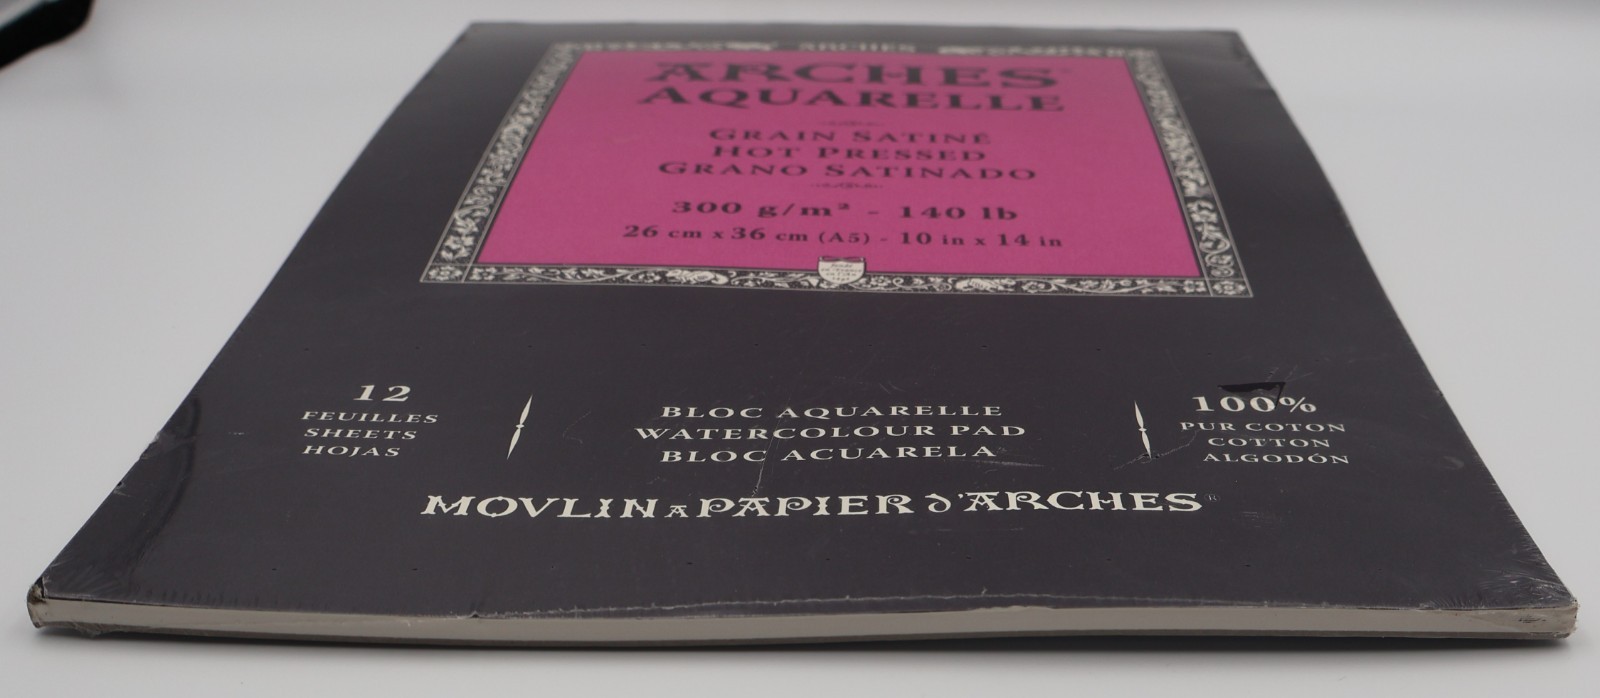 ARCHES
ARCHES
AQUARELLE
GRAIN SATINÉ
HOT PRESSED
GRANO SATINADO
300 g/m² - 140 lb
26 cm x 36 cm (A5) - 10 in x 14 in
12
FEUILLES
SHEETS
HOJAS
BLOC AQUARELLE
WATERCOLOUR PAD
BLOC ACUARELA
100%
PUR COTON
COTTON
ALGODÓN
MOVLIN A PAPIER d'ARCHES®